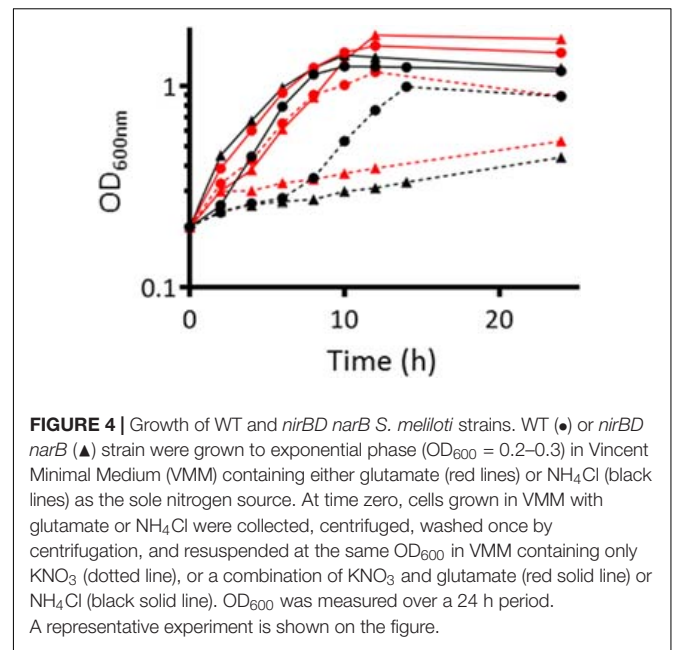 1
OD600nm
0.1
0
10
20
Time (h)
FIGURE 4 | Growth of WT and nirBD narB S. meliloti strains. WT (●) or nirBD
narB (▲) strain were grown to exponential phase (OD600 = 0.2–0.3) in Vincent
Minimal Medium (VMM) containing either glutamate (red lines) or NH4Cl (black
lines) as the sole nitrogen source. At time zero, cells grown in VMM with
glutamate or NH4Cl were collected, centrifuged, washed once by
centrifugation, and resuspended at the same OD600 in VMM containing only
KNO3 (dotted line), or a combination of KNO3 and glutamate (red solid line) or
NH4Cl (black solid line). OD600 was measured over a 24 h period.
A representative experiment is shown on the figure.